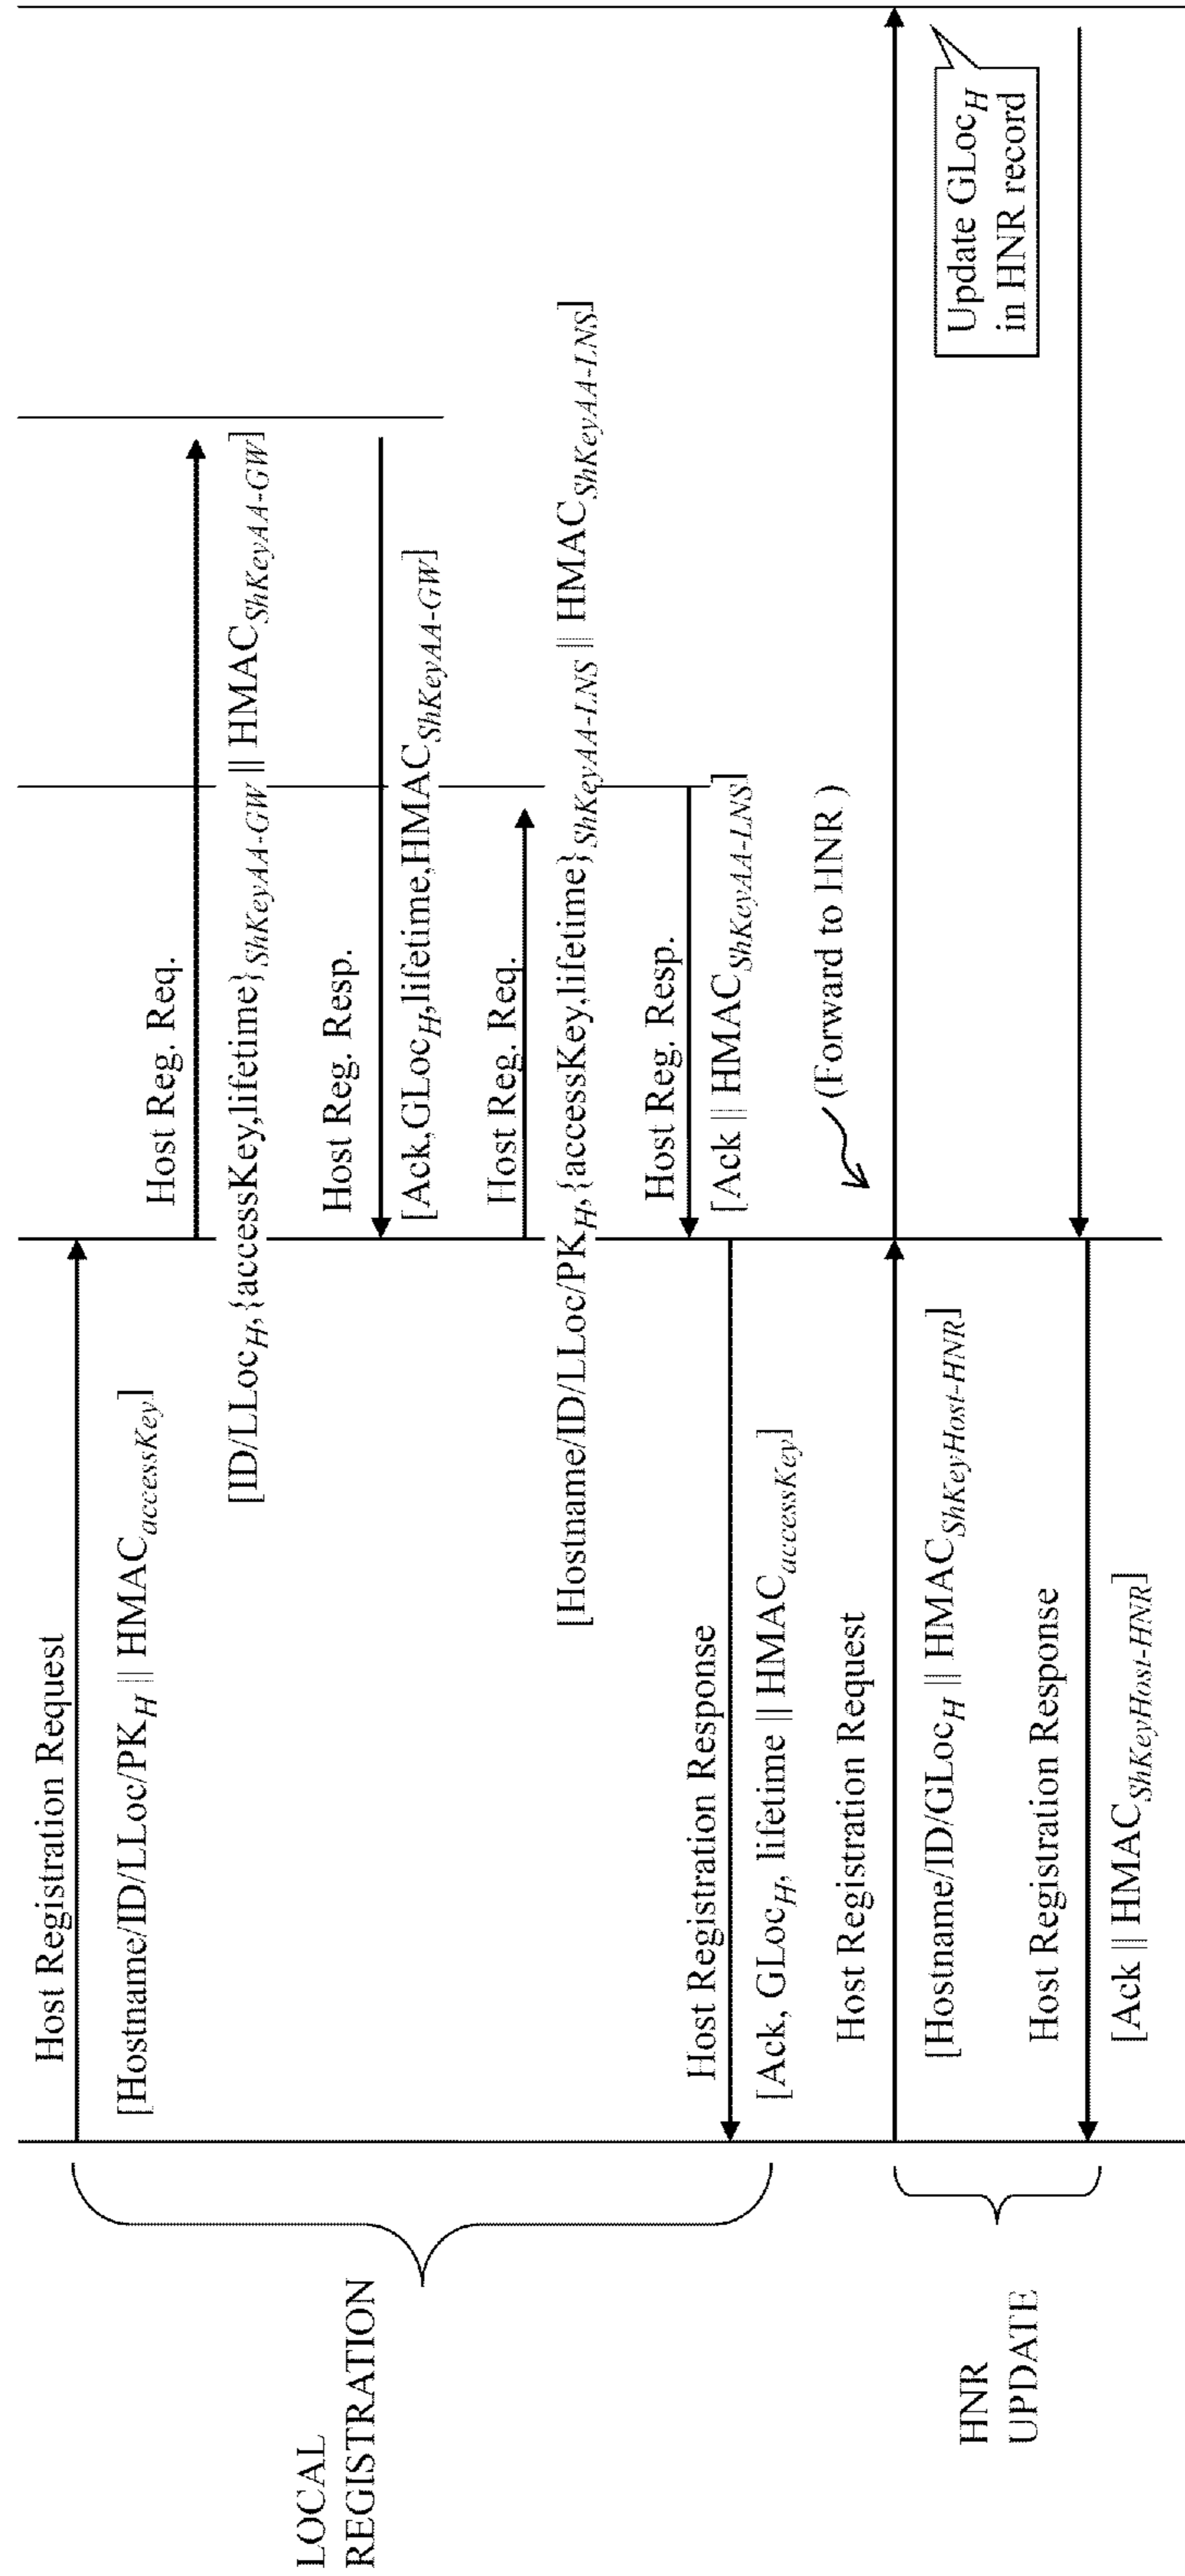 LOCAL
REGISTRATION
Host Registration Request
[Hostname/ID/LLoc/PK_H || HMAC_accessKey]
Host Reg. Req.
[ID/LLoc_H,{accessKey,lifetime}_ShKeyAA-GW || HMAC_ShKeyAA-GW]
Host Reg. Resp.
[Ack,GLoc_H,lifetime,HMAC_ShKeyAA-GW]
Host Reg. Req.
[Hostname/ID/LLoc/PK_H,{accessKey,lifetime}_ShKeyAA-LNS || HMAC_ShKeyAA-LNS]
Host Reg. Resp.
[Ack || HMAC_ShKeyAA-LNS]
Host Registration Response
[Ack, GLoc_H, lifetime || HMAC_accessKey]
HNR
UPDATE
(Forward to HNR )
Host Registration Request
[Hostname/ID/GLoc_H || HMAC_ShKeyHost-HNR]
Update GLoc_H
in HNR record
Host Registration Response
[Ack || HMAC_ShKeyHost-HNR]